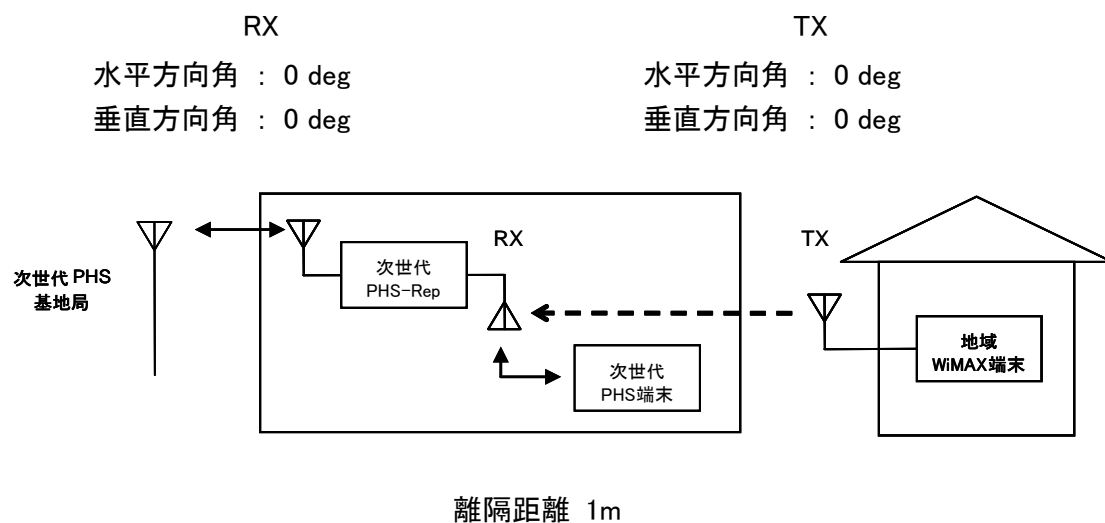 RX
水平方向角 : 0 deg
垂直方向角 : 0 deg
TX
水平方向角 : 0 deg
垂直方向角 : 0 deg
次世代 PHS
基地局
次世代
PHS-Rep
RX
次世代
PHS端末
TX
地域
WiMAX端末
離隔距離 1m